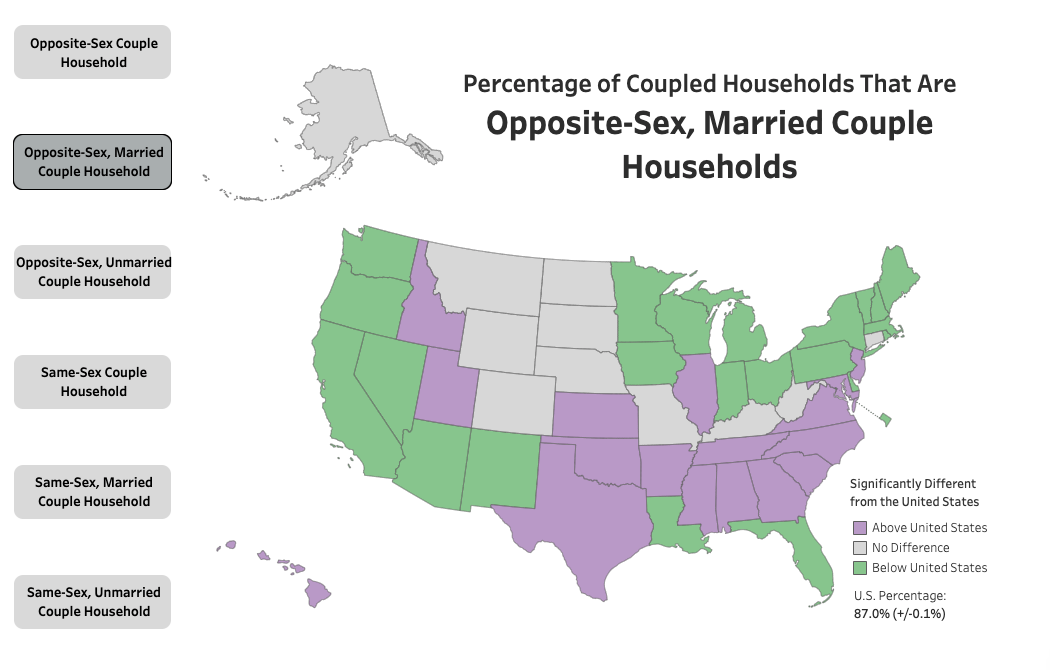 Opposite-Sex Couple
Household
Opposite-Sex, Married
Couple Household
Opposite-Sex, Unmarried
Couple Household
Same-Sex Couple
Household
Same-Sex, Married
Couple Household
Same-Sex, Unmarried
Couple Household
Percentage of Coupled Households That Are
Opposite-Sex, Married Couple
Households
Significantly Different
from the United States
Above United States
No Difference
Below United States
U.S. Percentage:
87.0% (+/-0.1%)